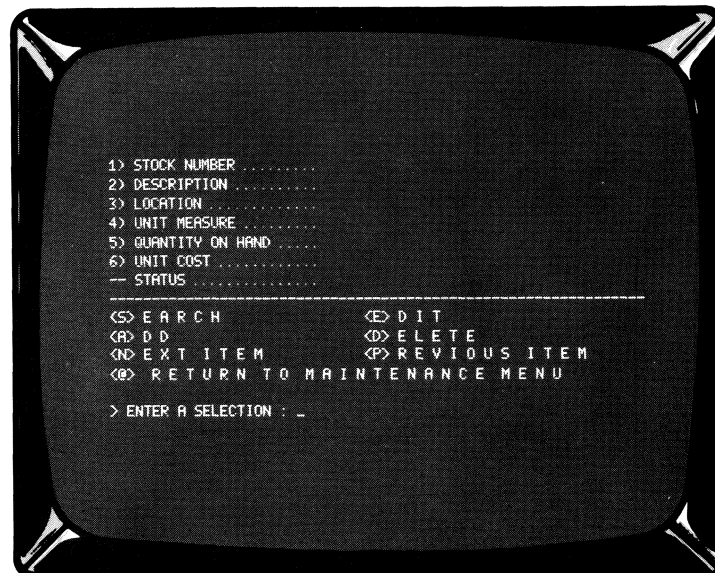 1) STOCK NUMBER .........
2) DESCRIPTION ..........
3) LOCATION .............
4) UNIT MEASURE .........
5) QUANTITY ON HAND .....
6) UNIT COST ............
-- STATUS ...............
<S> E A R C H <E> D I T
<A> D D <D> E L E T E
<N> E X T I T E M <P> R E V I O U S I T E M
<@> R E T U R N T O M A I N T E N A N C E M E N U
> ENTER A SELECTION : _